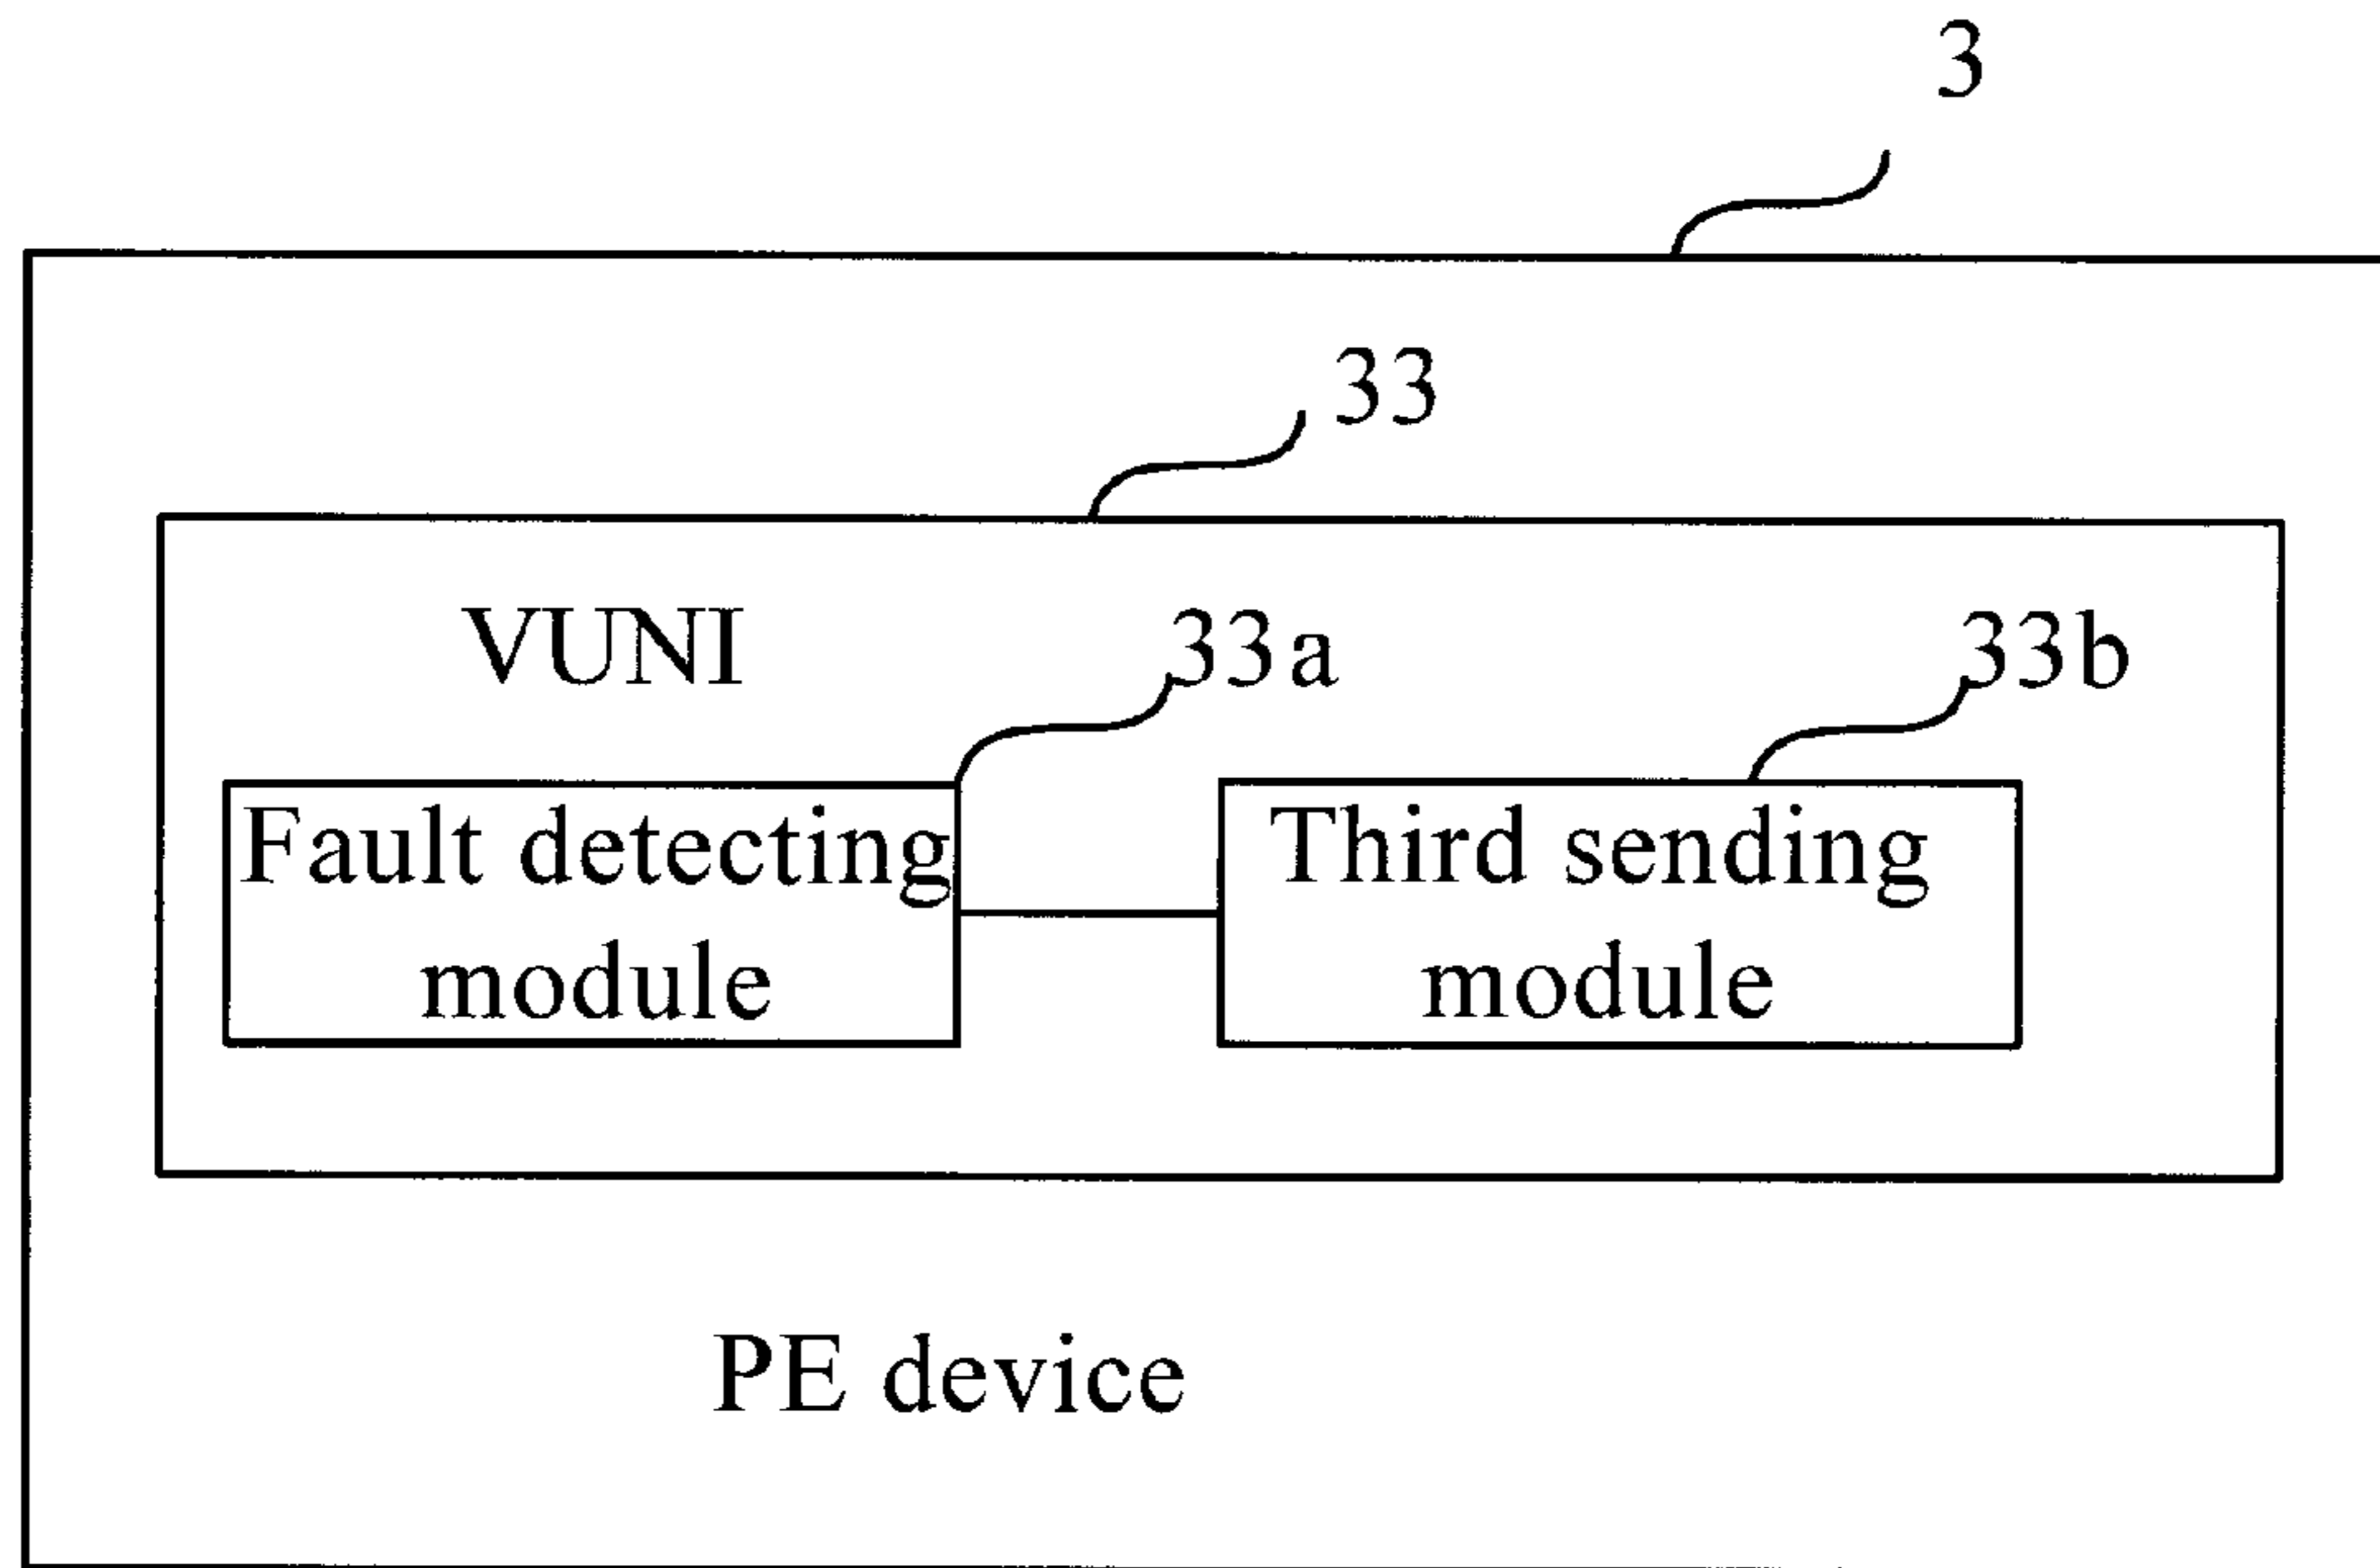 3
33
VUNI
33a
33b
Fault detecting
module
Third sending
module
PE device